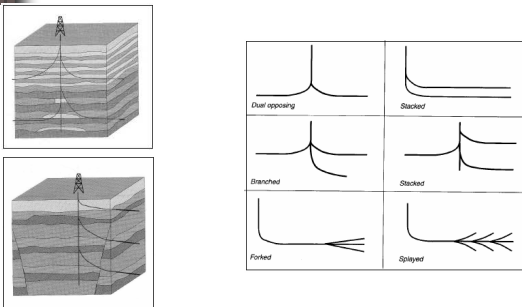 Dual opposing
Stacked
Branched
Stacked
Forked
Splayed